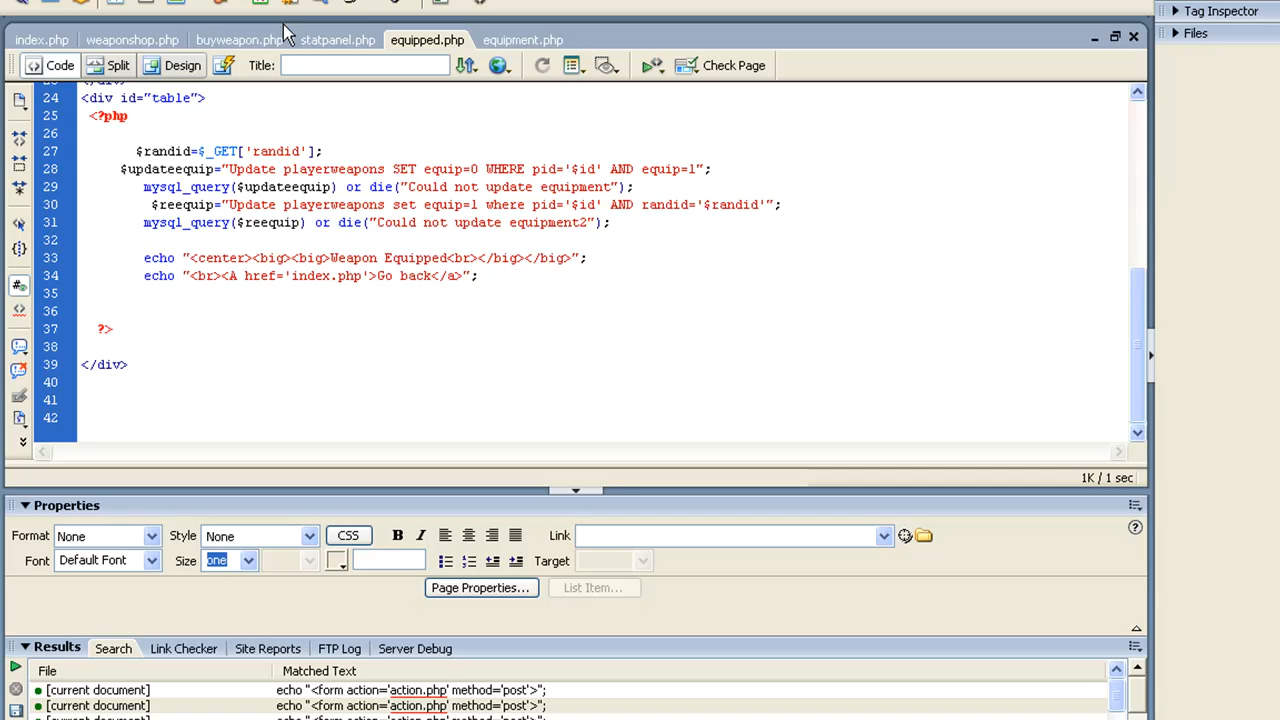 Tag Inspector
Files
index.php
weaponshop.php
buyweapon.php
statpanel.php
equipped.php
equipment.php
Code
Split
Design
Title:
Check Page
24 <div id="table">
25 <?php
26
27 $randid=$_GET['randid'];
28 $updateequip="Update playerweapons SET equip=0 WHERE pid='$id' AND equip=1";
29 mysql_query($updateequip) or die("Could not update equipment");
30 $reequip="Update playerweapons set equip=1 where pid='$id' AND randid='$randid'";
31 mysql_query($reequip) or die("Could not update equipment2");
32
33 echo "<center><big><big>Weapon Equipped<br></big></big>";
34 echo "<br><A href='index.php'>Go back</a>";
35
36
37 ?>
38
39 </div>
40
41
42
1K / 1 sec
Properties
Format None Style None CSS B I Link
Font Default Font Size one Target
Page Properties... List Item...
Results Search Link Checker Site Reports FTP Log Server Debug
File Matched Text
[current document] echo "<form action='action.php' method='post'>";
[current document] echo "<form action='action.php' method='post'>";